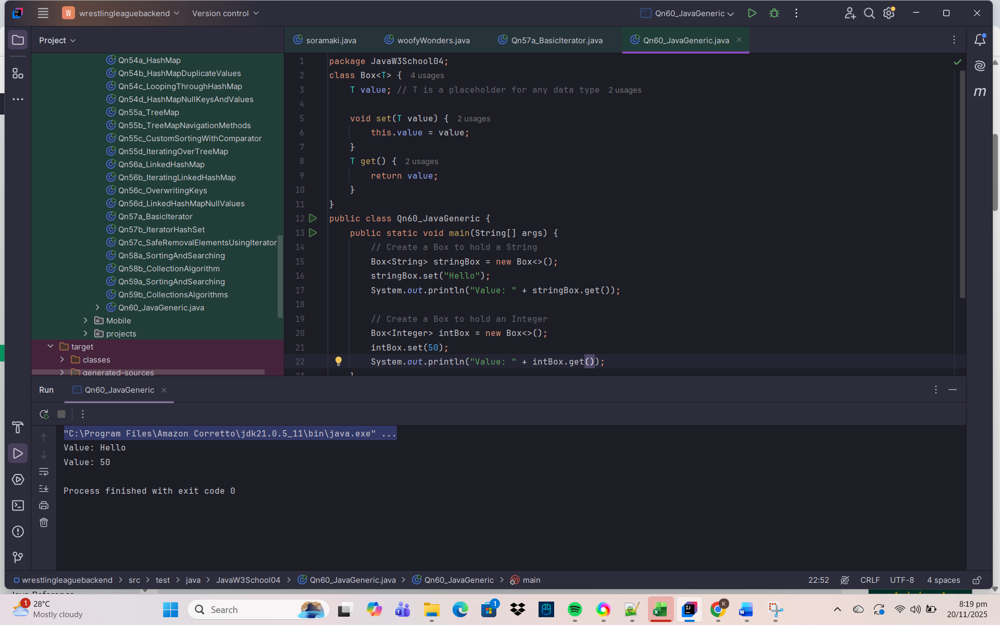 wrestlingleaguebackend
Version control
Qn60_JavaGeneric
Project
soramaki.java
woofyWonders.java
Qn57a_BasicIterator.java
Qn60_JavaGeneric.java
Qn54a_HashMap
Qn54b_HashMapDuplicateValues
Qn54c_LoopingThroughHashMap
Qn54d_HashMapNullKeysAndValues
Qn55a_TreeMap
Qn55b_TreeMapNavigationMethods
Qn55c_CustomSortingWithComparator
Qn55d_IteratingOverTreeMap
Qn56a_LinkedHashMap
Qn56b_IteratingLinkedHashMap
Qn56c_OverwritingKeys
Qn56d_LinkedHashMapNullValues
Qn57a_BasicIterator
Qn57b_IteratorHashSet
Qn57c_SafeRemovalElementsUsingIterator
Qn58a_SortingAndSearching
Qn58b_CollectionAlgorithm
Qn59a_SortingAndSearching
Qn59b_CollectionsAlgorithms
Qn60_JavaGeneric.java
Mobile
projects
target
classes
generated-sources
1 package JavaW3School04;
2 class Box<T> { 4 usages
3 T value; // T is a placeholder for any data type 2 usages
4
5 void set(T value) { 2 usages
6 this.value = value;
7 }
8 T get() { 2 usages
9 return value;
10 }
11 }
12 public class Qn60_JavaGeneric {
13 public static void main(String[] args) {
14 // Create a Box to hold a String
15 Box<String> stringBox = new Box<>();
16 stringBox.set("Hello");
17 System.out.println("Value: " + stringBox.get());
18
19 // Create a Box to hold an Integer
20 Box<Integer> intBox = new Box<>();
21 intBox.set(50);
22 System.out.println("Value: " + intBox.get());
23 }
Run
Qn60_JavaGeneric
"C:\Program Files\Amazon Corretto\jdk21.0.5_11\bin\java.exe" ...
Value: Hello
Value: 50
Process finished with exit code 0
wrestlingleaguebackend > src > test > java > JavaW3School04 > Qn60_JavaGeneric.java > Qn60_JavaGeneric > main
22:52
CRLF
UTF-8
4 spaces
28°C
Mostly cloudy
Search
8:19 pm
20/11/2025